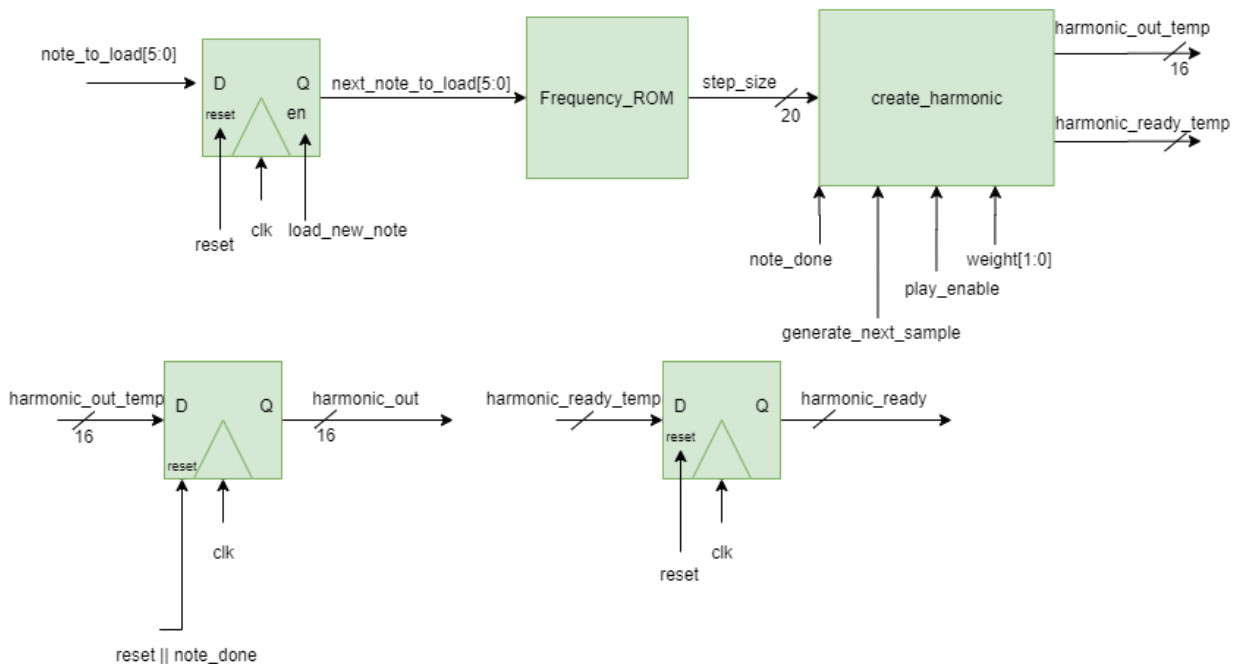 note_to_load[5:0]
D
Q
reset
en
reset
clk
load_new_note
next_note_to_load[5:0]
Frequency_ROM
step_size
20
create_harmonic
harmonic_out_temp
16
harmonic_ready_temp
note_done
generate_next_sample
play_enable
weight[1:0]
harmonic_out_temp
16
D
Q
reset
clk
reset || note_done
harmonic_out
16
harmonic_ready_temp
D
Q
reset
reset
clk
harmonic_ready